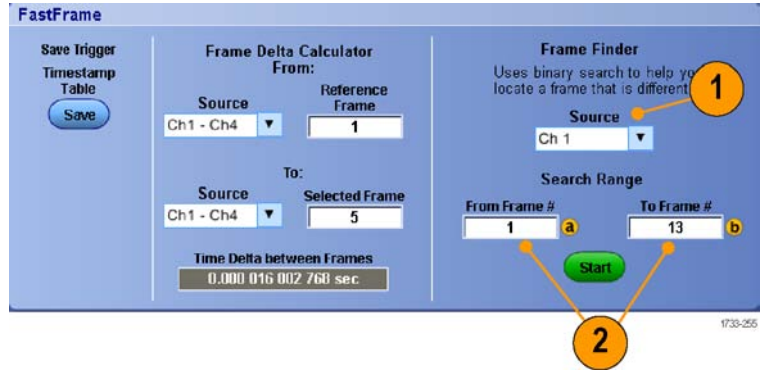 FastFrame
Save Trigger
Timestamp
Table
Save
Frame Delta Calculator
From:
Source
Reference
Frame
Ch1 - Ch4
1
To:
Source
Selected Frame
Ch1 - Ch4
5
Time Delta between Frames
0.000 016 002 768 sec
Frame Finder
Uses binary search to help
locate a frame that is different
1
Source
Ch 1
Search Range
From Frame #
To Frame #
1
a
13
b
Start
2
1733-255